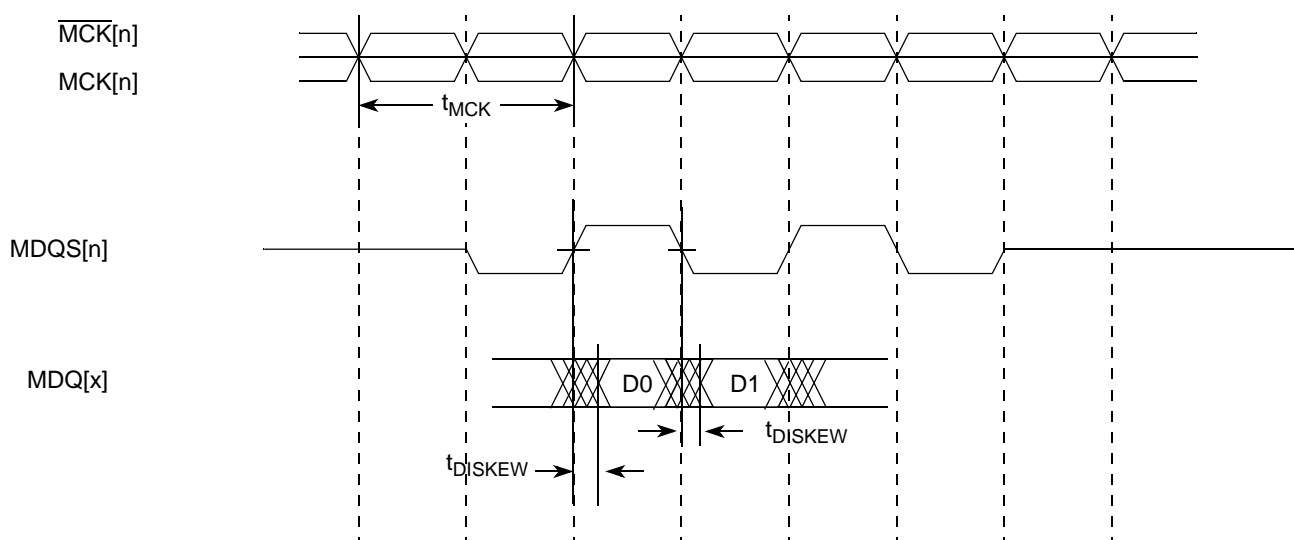 MCK[n]
MCK[n]
tMCK
MDQS[n]
MDQ[x]
D0
D1
tDISKEW
tDISKEW